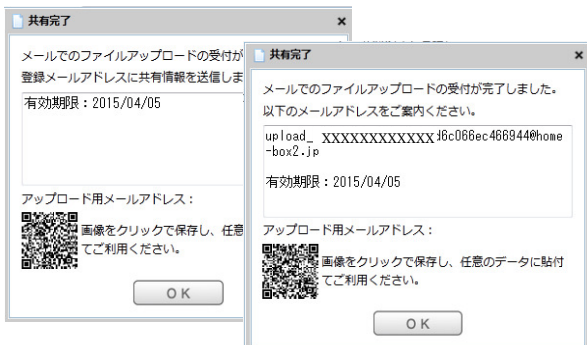 共有完了
メールでのファイルアップロードの受付が
登録メールアドレスに共有情報を送信しま
有効期限：2015/04/05
アップロード用メールアドレス：
画像をクリックで保存し、任意
てご利用ください。
ＯＫ
共有完了
メールでのファイルアップロードの受付が完了しました。
以下のメールアドレスをご案内ください。
upload_ XXXXXXXXXXXXd6c066ec466944@home
-box2.jp
有効期限：2015/04/05
アップロード用メールアドレス：
画像をクリックで保存し、任意のデータに貼付
てご利用ください。
ＯＫ